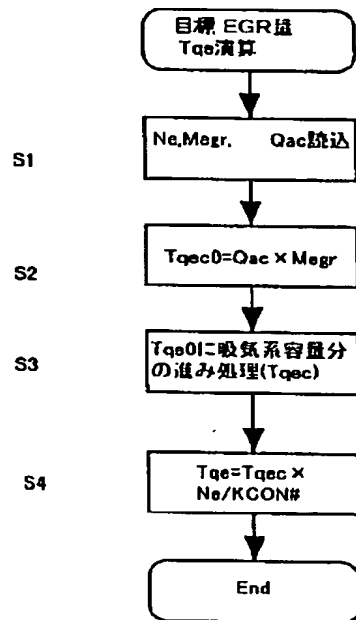 目標 EGR量
Tqe演算
S1
Ne,Megr,  Qac読込
S2
Tqec0=Qac×Megr
S3
Tqe0に吸気系容量分
の進み処理(Tqec)
S4
Tqe=Tqec×
Ne/KCON#
End